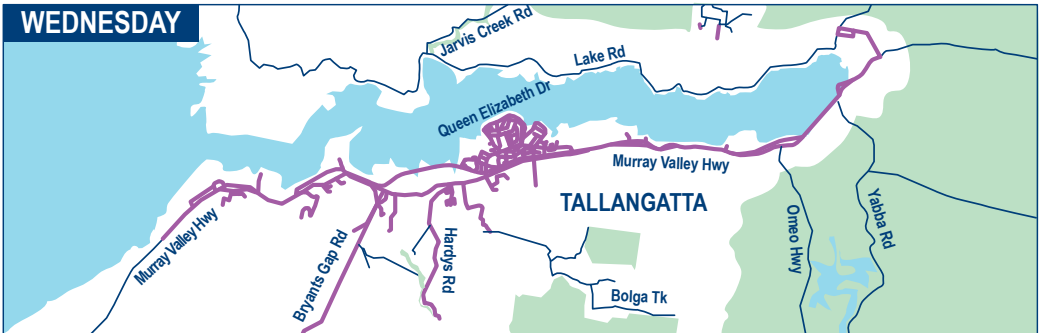 WEDNESDAY
Jarvis Creek Rd
Lake Rd
Queen Elizabeth Dr
Murray Valley Hwy
TALLANGATTA
Murray Valley Hwy
Bryants Gap Rd
Hardys Rd
Omeo Hwy
Yabba Rd
Bolga Tk